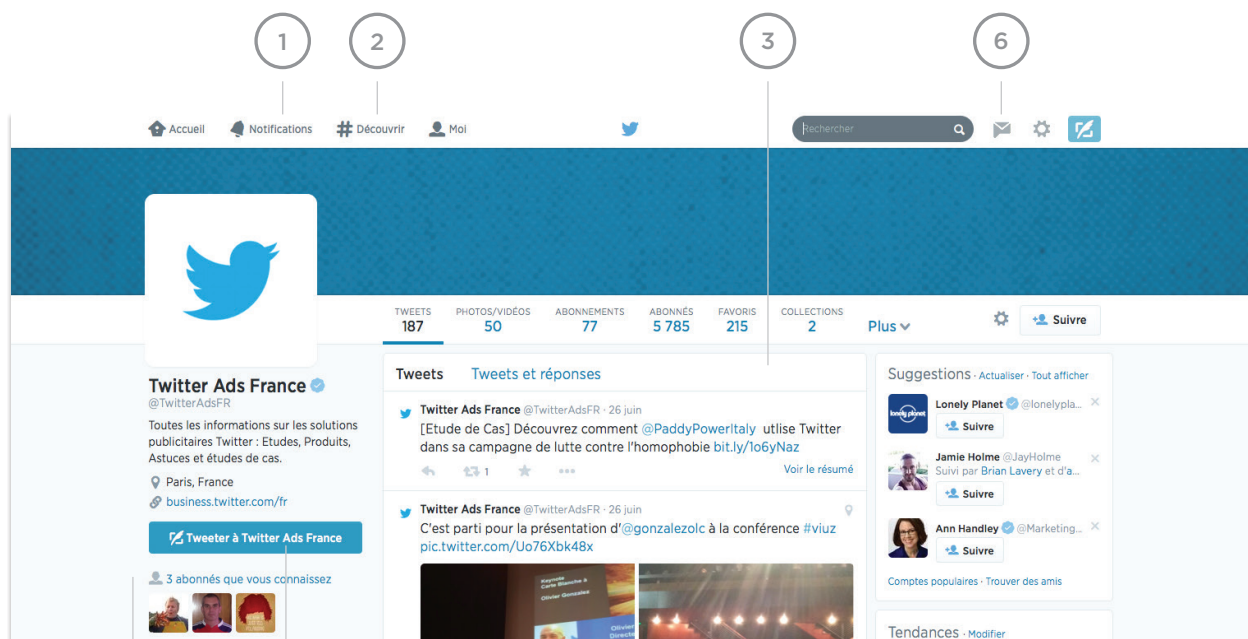 1
2
3
6
Accueil
Notifications
Découvrir
Moi
Rechercher
TWEETS
187
PHOTOS/VIDÉOS
50
ABONNEMENTS
77
ABONNÉS
5 785
FAVORIS
215
COLLECTIONS
2
Plus
Suivre
Twitter Ads France
@TwitterAdsFR
Toutes les informations sur les solutions
publicitaires Twitter : Etudes, Produits,
Astuces et études de cas.
Paris, France
business.twitter.com/fr
Tweeter à Twitter Ads France
3 abonnés que vous connaissez
Tweets
Tweets et réponses
Twitter Ads France @TwitterAdsFR · 26 juin
[Etude de Cas] Découvrez comment @PaddyPowerItaly utlise Twitter
dans sa campagne de lutte contre l'homophobie bit.ly/1o6yNaz
1
Voir le résumé
Twitter Ads France @TwitterAdsFR · 26 juin
C'est parti pour la présentation d'@gonzalezolc à la conférence #viuz
pic.twitter.com/Uo76Xbk48x
Keynote
Carte Blanche à
Olivier Gonzalez
Suggestions · Actualiser · Tout afficher
lonely planet
Lonely Planet @lonelypla...
Suivre
Jamie Holme @JayHolme
Suivi par Brian Lavery et d'a...
Suivre
Ann Handley @Marketing...
Suivre
Comptes populaires · Trouver des amis
Tendances · Modifier